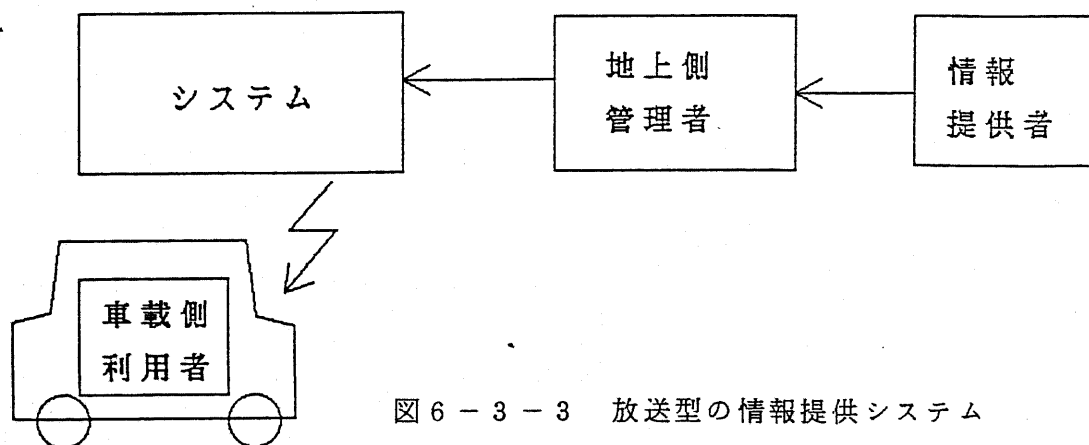 システム
地上側
管理者
情報
提供者
車載側
利用者
図6-3-3 放送型の情報提供システム